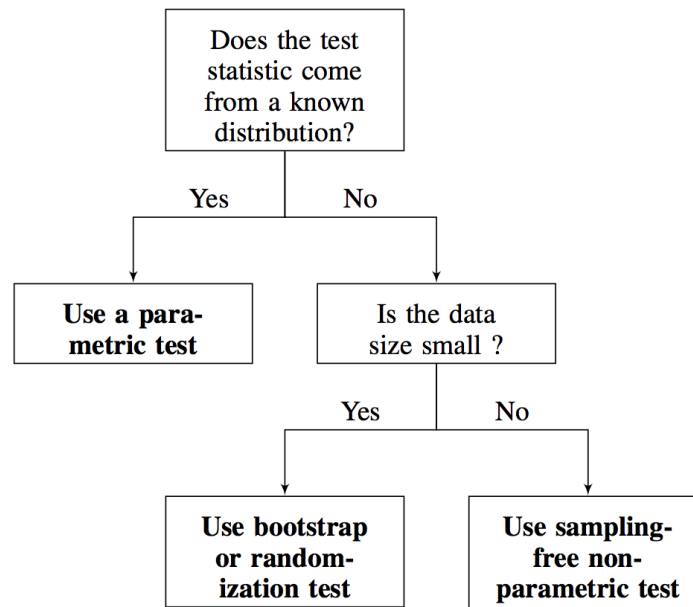 Does the test
statistic come
from a known
distribution?
Yes
No
Use a para-
metric test
Is the data
size small ?
Yes
No
Use bootstrap
or random-
ization test
Use sampling-
free non-
parametric test